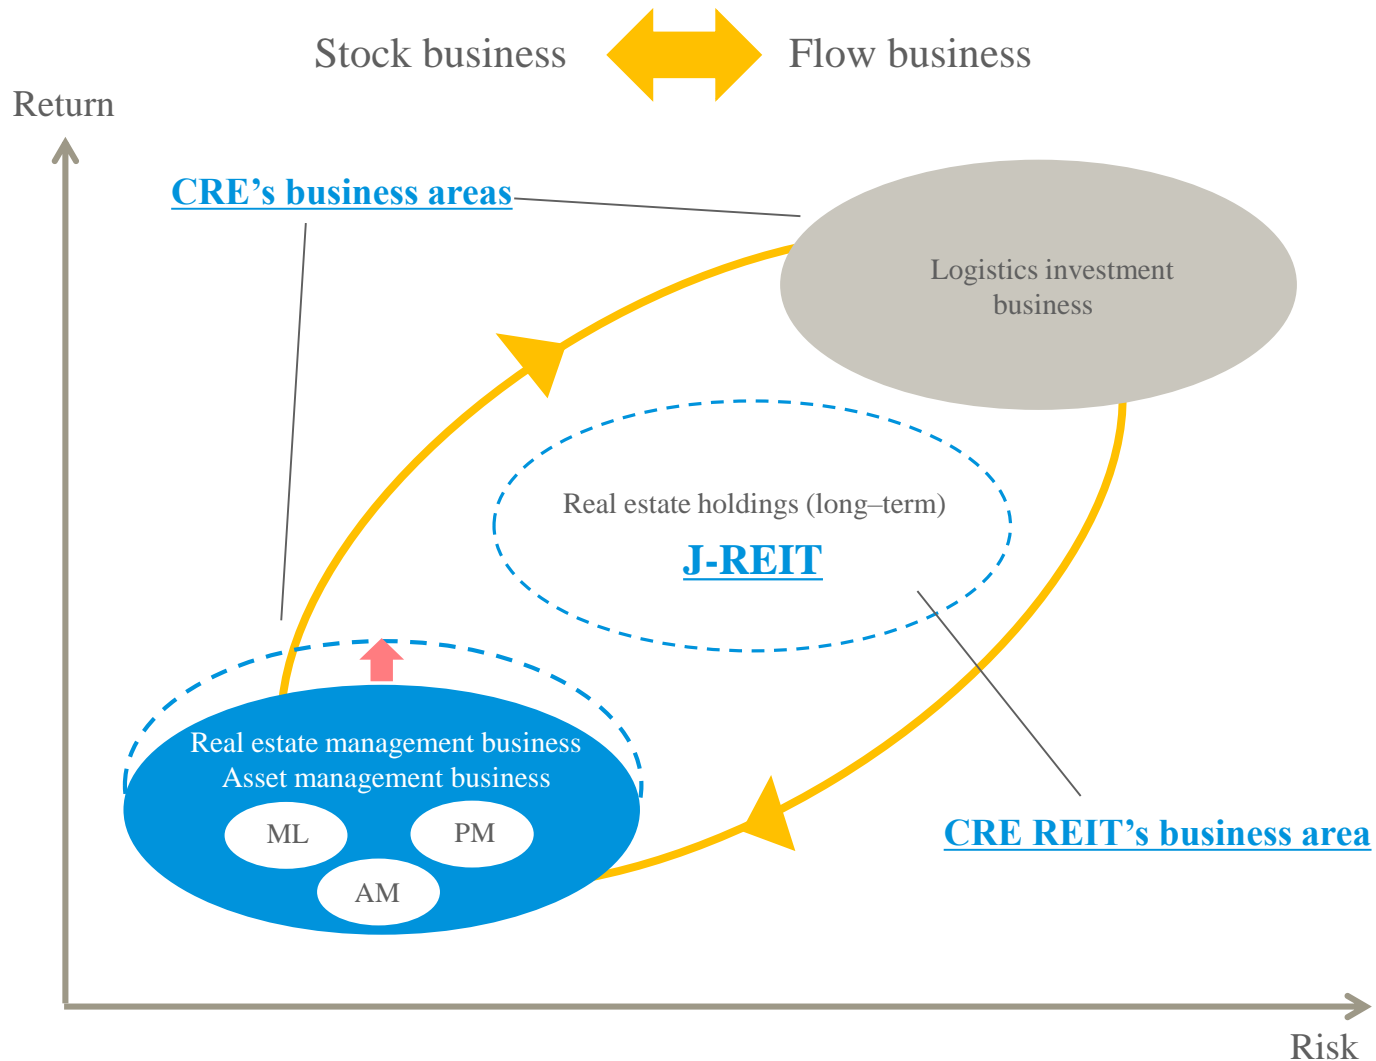 Stock business
Flow business
Return
CRE’s business areas
Logistics investment
business
Real estate holdings (long–term)
J-REIT
Real estate management business
Asset management business
ML
PM
AM
CRE REIT’s business area
Risk